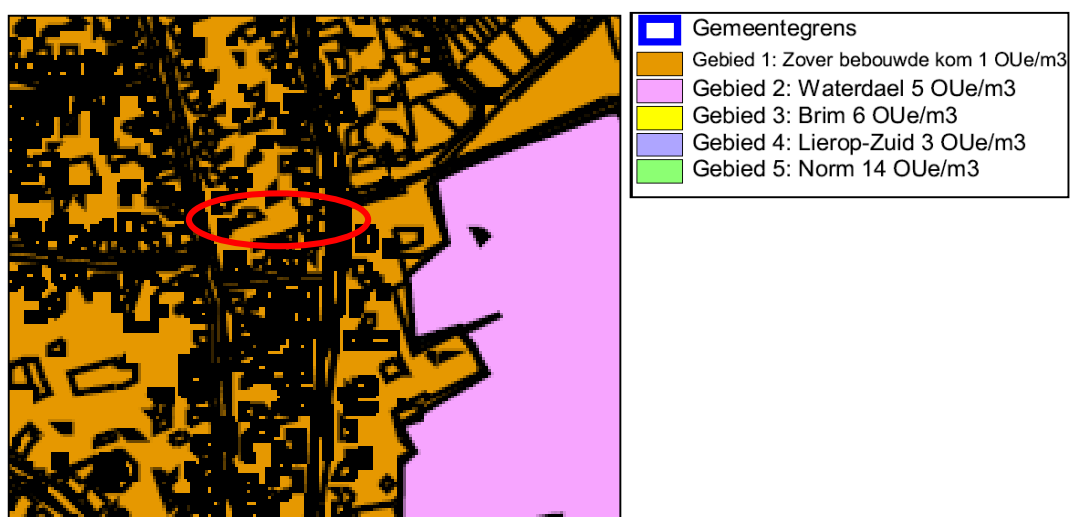 Gemeentegrens
Gebied 1: Zover bebouwde kom 1 OUe/m3
Gebied 2: Waterdael 5 OUe/m3
Gebied 3: Brim 6 OUe/m3
Gebied 4: Lierop-Zuid 3 OUe/m3
Gebied 5: Norm 14 OUe/m3